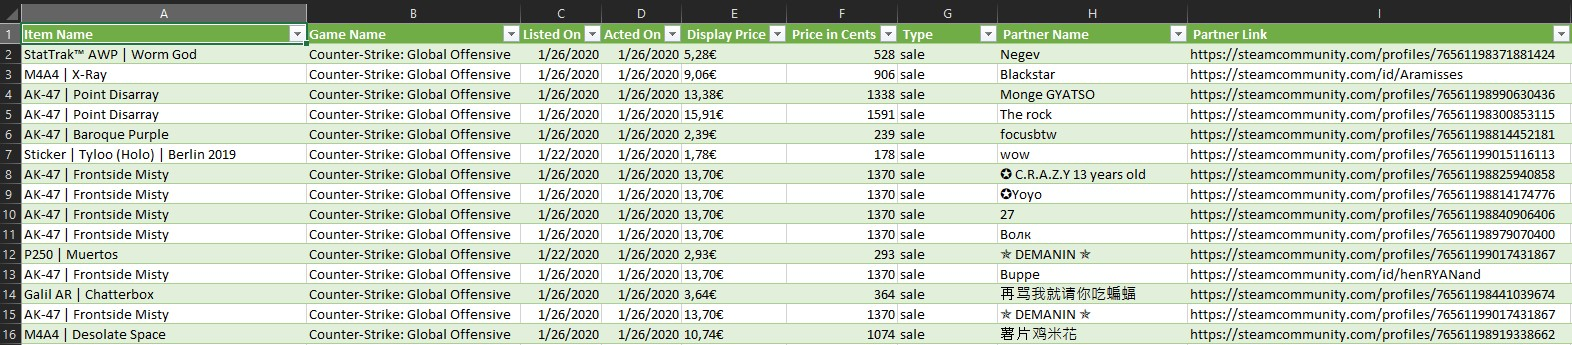 A B C D E F G H I
1 Item Name Game Name Listed On Acted On Display Price Price in Cents Type Partner Name Partner Link
2 StatTrak™ AWP | Worm God Counter-Strike: Global Offensive 1/26/2020 1/26/2020 5,28€ 528 sale Negev https://steamcommunity.com/profiles/76561198371881424
3 M4A4 | X-Ray Counter-Strike: Global Offensive 1/26/2020 1/26/2020 9,06€ 906 sale Blackstar https://steamcommunity.com/id/Aramisses
4 AK-47 | Point Disarray Counter-Strike: Global Offensive 1/26/2020 1/26/2020 13,38€ 1338 sale Monge GYATSO https://steamcommunity.com/profiles/76561198990630436
5 AK-47 | Point Disarray Counter-Strike: Global Offensive 1/26/2020 1/26/2020 15,91€ 1591 sale The rock https://steamcommunity.com/profiles/76561198300853115
6 AK-47 | Baroque Purple Counter-Strike: Global Offensive 1/26/2020 1/26/2020 2,39€ 239 sale focusbtw https://steamcommunity.com/profiles/76561198814452181
7 Sticker | Tyloo (Holo) | Berlin 2019 Counter-Strike: Global Offensive 1/22/2020 1/26/2020 1,78€ 178 sale wow https://steamcommunity.com/profiles/76561199015116113
8 AK-47 | Frontside Misty Counter-Strike: Global Offensive 1/26/2020 1/26/2020 13,70€ 1370 sale ✪ C.R.A.Z.Y 13 years old https://steamcommunity.com/profiles/76561198825940858
9 AK-47 | Frontside Misty Counter-Strike: Global Offensive 1/26/2020 1/26/2020 13,70€ 1370 sale ✪Yoyo https://steamcommunity.com/profiles/76561198814174776
10 AK-47 | Frontside Misty Counter-Strike: Global Offensive 1/26/2020 1/26/2020 13,70€ 1370 sale 27 https://steamcommunity.com/profiles/76561198840906406
11 AK-47 | Frontside Misty Counter-Strike: Global Offensive 1/26/2020 1/26/2020 13,70€ 1370 sale Волк https://steamcommunity.com/profiles/76561198979070400
12 P250 | Muertos Counter-Strike: Global Offensive 1/22/2020 1/26/2020 2,93€ 293 sale ✯ DEMANIN ✯ https://steamcommunity.com/profiles/76561199017431867
13 AK-47 | Frontside Misty Counter-Strike: Global Offensive 1/26/2020 1/26/2020 13,70€ 1370 sale Buppe https://steamcommunity.com/id/henRYANand
14 Galil AR | Chatterbox Counter-Strike: Global Offensive 1/26/2020 1/26/2020 3,64€ 364 sale 再骂我就请你吃蝙蝠 https://steamcommunity.com/profiles/76561198441039674
15 AK-47 | Frontside Misty Counter-Strike: Global Offensive 1/26/2020 1/26/2020 13,70€ 1370 sale ✯ DEMANIN ✯ https://steamcommunity.com/profiles/76561199017431867
16 M4A4 | Desolate Space Counter-Strike: Global Offensive 1/26/2020 1/26/2020 10,74€ 1074 sale 薯片鸡米花 https://steamcommunity.com/profiles/76561198919338662